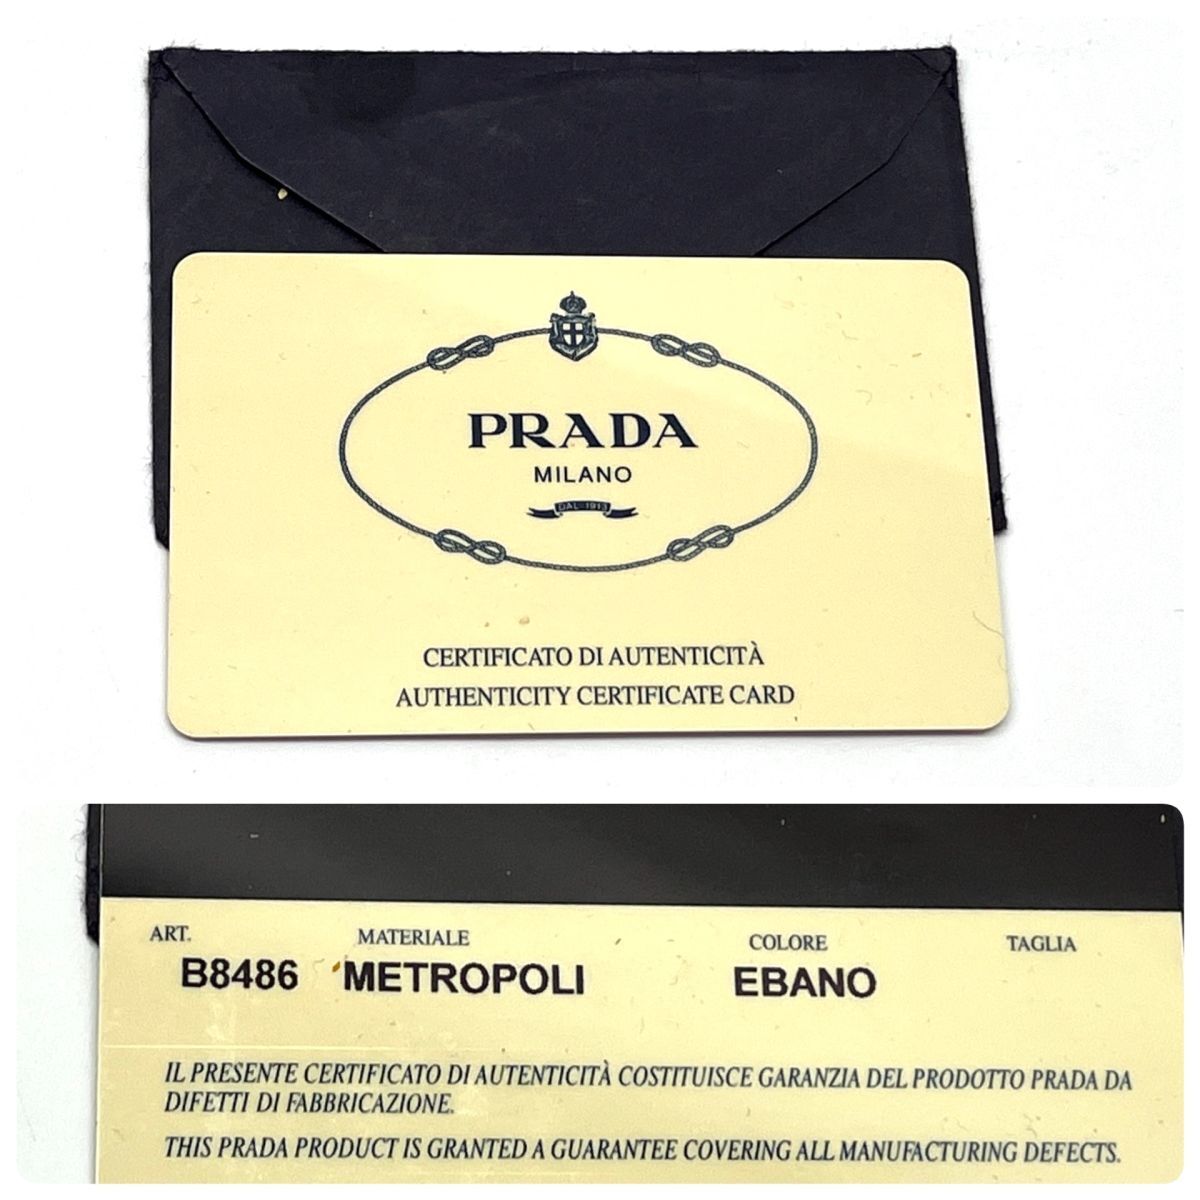 PRADA
MILANO
DAL 1913
CERTIFICATO DI AUTENTICITÀ
AUTHENTICITY CERTIFICATE CARD
ART. MATERIALE COLORE TAGLIA
B8486 METROPOLI EBANO
IL PRESENTE CERTIFICATO DI AUTENTICITÀ COSTITUISCE GARANZIA DEL PRODOTTO PRADA DA
DIFETTI DI FABBRICAZIONE.
THIS PRADA PRODUCT IS GRANTED A GUARANTEE COVERING ALL MANUFACTURING DEFECTS.